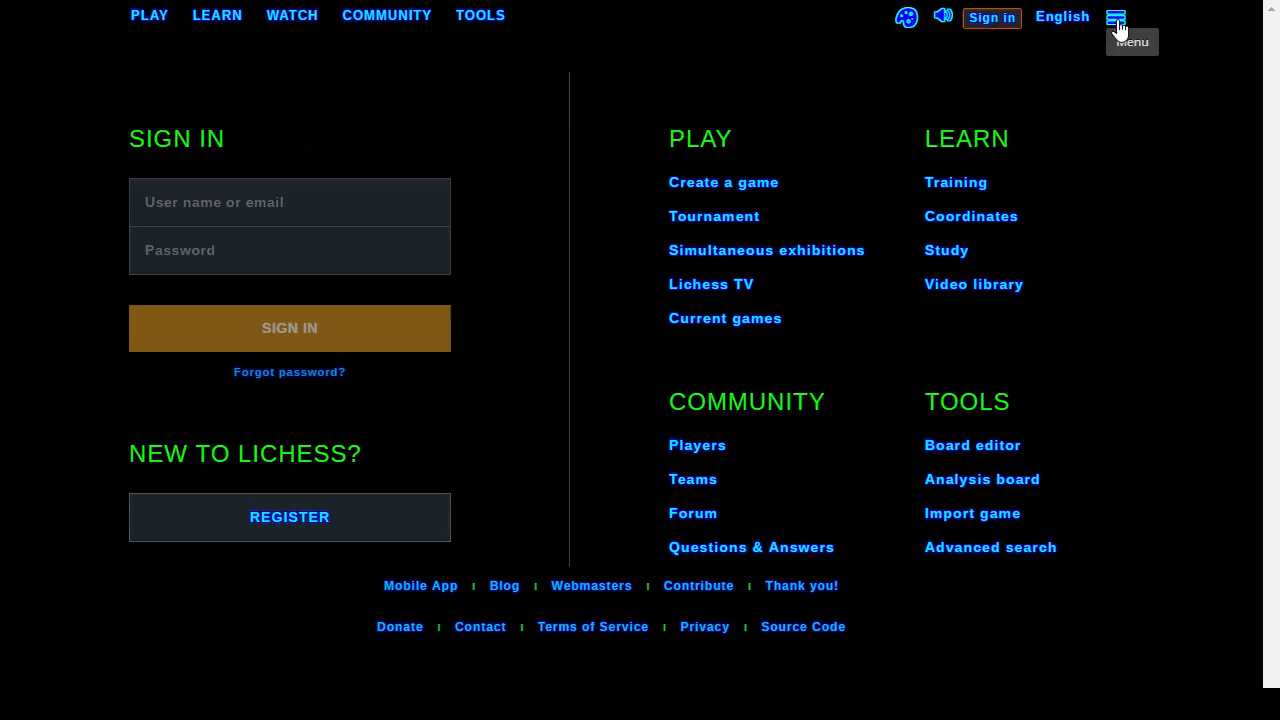 PLAY LEARN WATCH COMMUNITY TOOLS Sign in English
Menu
SIGN IN
User name or email
Password
SIGN IN
Forgot password?
NEW TO LICHESS?
REGISTER
PLAY
Create a game
Tournament
Simultaneous exhibitions
Lichess TV
Current games
LEARN
Training
Coordinates
Study
Video library
COMMUNITY
Players
Teams
Forum
Questions & Answers
TOOLS
Board editor
Analysis board
Import game
Advanced search
Mobile App Blog Webmasters Contribute Thank you!
Donate Contact Terms of Service Privacy Source Code